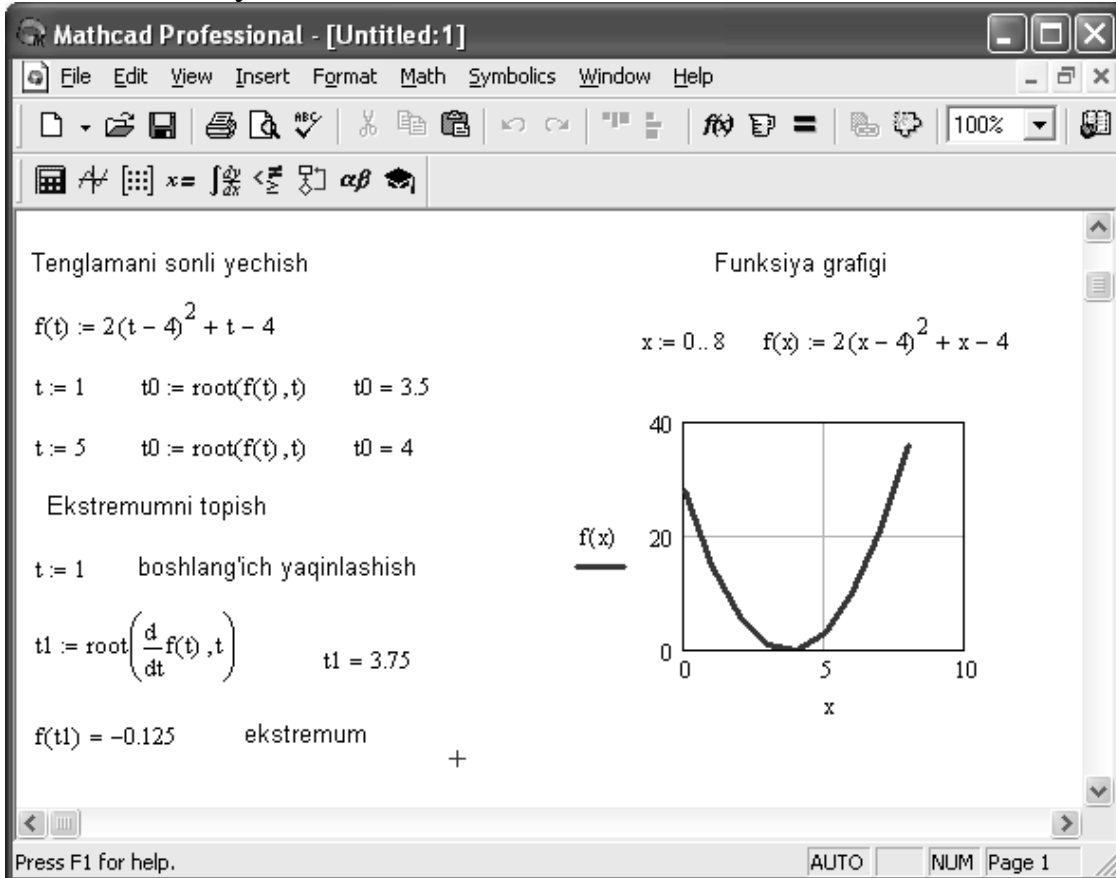 Mathcad Professional - [Untitled:1]
File Edit View Insert Format Math Symbolics Window Help
100%
Tenglamani sonli yechish
f(t) := 2(t − 4)² + t − 4
t := 1 t0 := root(f(t) ,t) t0 = 3.5
t := 5 t0 := root(f(t) ,t) t0 = 4
Ekstremumni topish
t := 1 boshlang'ich yaqinlashish
t1 := root(d/dt f(t) ,t) t1 = 3.75
f(t1) = −0.125 ekstremum
Funksiya grafigi
x := 0.. 8 f(x) := 2(x − 4)² + x − 4
40
f(x) 20
0
0 5 10
x
Press F1 for help. AUTO NUM Page 1